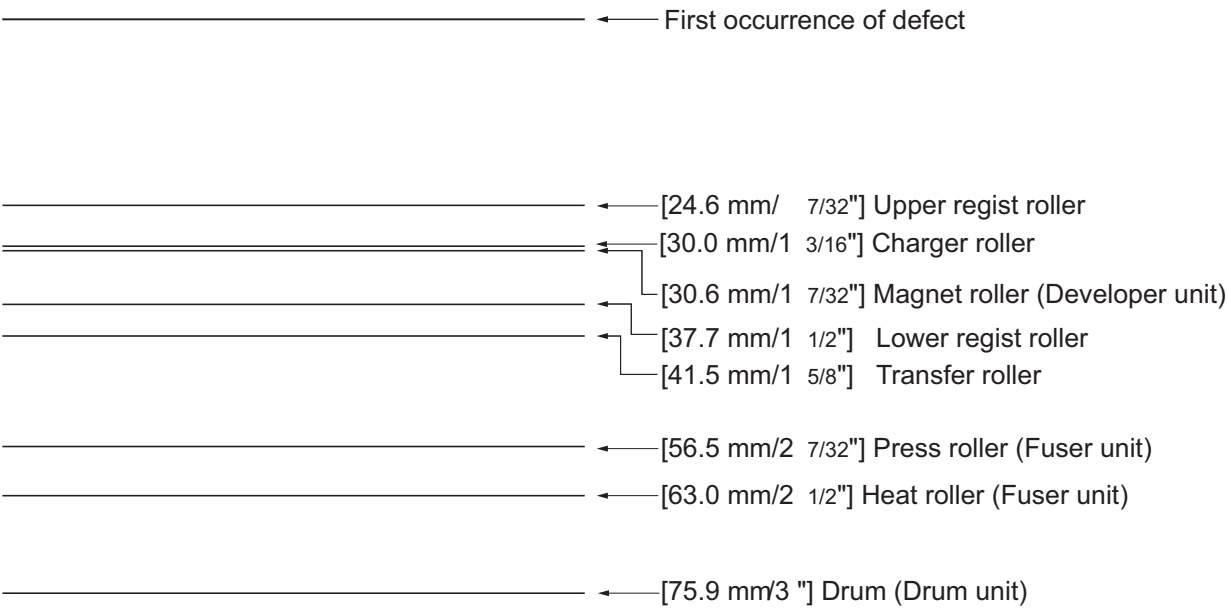 First occurrence of defect
[24.6 mm/ 7/32"] Upper regist roller
[30.0 mm/1 3/16"] Charger roller
[30.6 mm/1 7/32"] Magnet roller (Developer unit)
[37.7 mm/1 1/2"] Lower regist roller
[41.5 mm/1 5/8"] Transfer roller
[56.5 mm/2 7/32"] Press roller (Fuser unit)
[63.0 mm/2 1/2"] Heat roller (Fuser unit)
[75.9 mm/3 "] Drum (Drum unit)